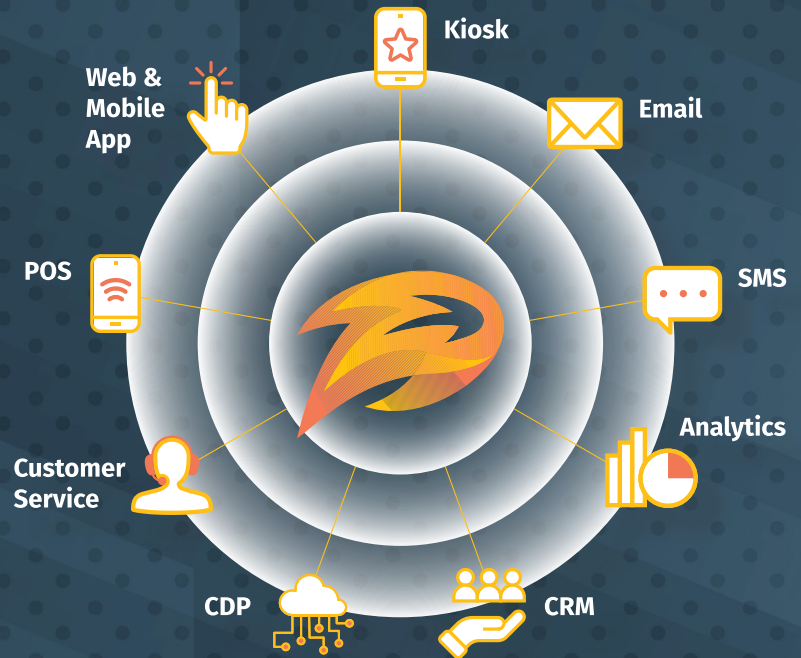 Kiosk
Email
SMS
Analytics
CRM
CDP
Customer
Service
POS
Web &
Mobile
App